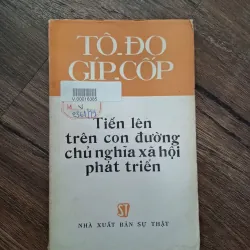 TÔ-ĐO
GÍP-CỐP
Tiến lên
trên con đường
chủ nghĩa xã hội
phát triển
ST
NHÀ XUẤT BẢN SỰ THẬT